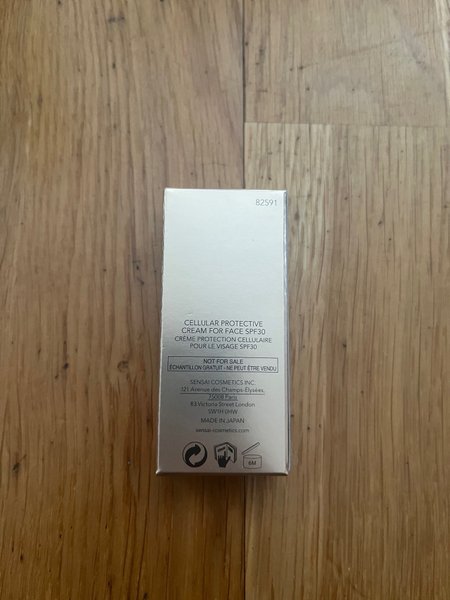 82591
CELLULAR PROTECTIVE
CREAM FOR FACE SPF30
CRÈME PROTECTION CELLULAIRE
POUR LE VISAGE SPF30
NOT FOR SALE
ÉCHANTILLON GRATUIT - NE PEUT ÊTRE VENDU
SENSAI COSMETICS INC.
121 Avenue des Champs-Elysées,
75008 Paris
83 Victoria Street London
SW1H 0HW
MADE IN JAPAN
sensai-cosmetics.com
6M